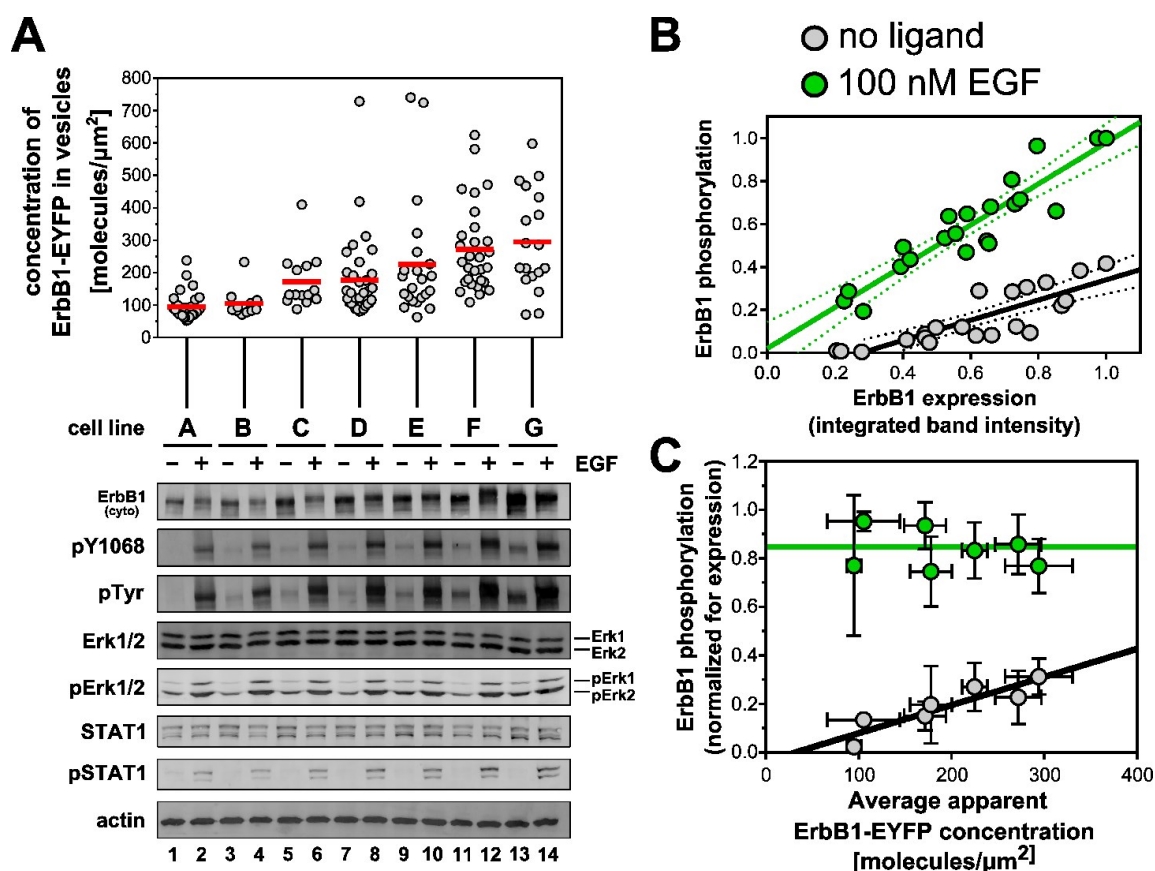 A
concentration of
ErbB1-EYFP in vesicles
[molecules/µm²]
800
700
600
500
400
300
200
100
0
cell line A B C D E F G
– + – + – + – + – + – + – + EGF
ErbB1
(cyto)
pY1068
pTyr
Erk1/2
Erk1
Erk2
pErk1/2
pErk1
pErk2
STAT1
pSTAT1
actin
1 2 3 4 5 6 7 8 9 10 11 12 13 14
B
no ligand
100 nM EGF
ErbB1 phosphorylation
1.0
0.8
0.6
0.4
0.2
0.0
0.0 0.2 0.4 0.6 0.8 1.0
ErbB1 expression
(integrated band intensity)
C
ErbB1 phosphorylation
(normalized for expression)
1.2
1.0
0.8
0.6
0.4
0.2
0.0
0 100 200 300 400
Average apparent
ErbB1-EYFP concentration
[molecules/µm²]